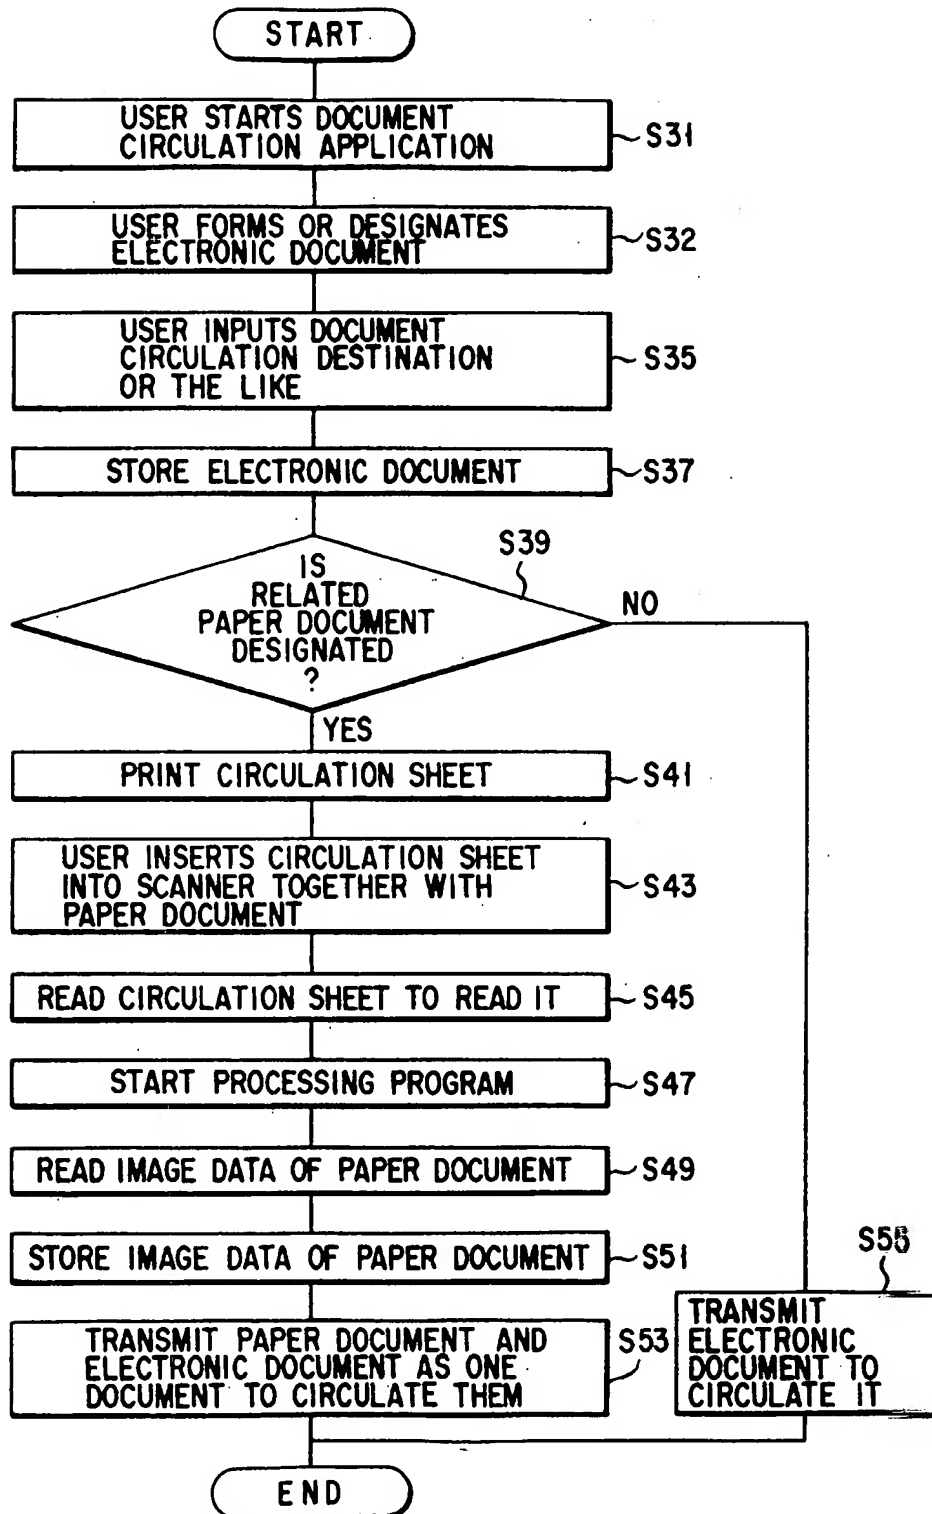 START
USER STARTS DOCUMENT
CIRCULATION APPLICATION
S31
USER FORMS OR DESIGNATES
ELECTRONIC DOCUMENT
S32
USER INPUTS DOCUMENT
CIRCULATION DESTINATION
OR THE LIKE
S35
STORE ELECTRONIC DOCUMENT
S37
S39
IS
RELATED
PAPER DOCUMENT
DESIGNATED
?
NO
YES
PRINT CIRCULATION SHEET
S41
USER INSERTS CIRCULATION SHEET
INTO SCANNER TOGETHER WITH
PAPER DOCUMENT
S43
READ CIRCULATION SHEET TO READ IT
S45
START PROCESSING PROGRAM
S47
READ IMAGE DATA OF PAPER DOCUMENT
S49
STORE IMAGE DATA OF PAPER DOCUMENT
S51
TRANSMIT PAPER DOCUMENT AND
ELECTRONIC DOCUMENT AS ONE
DOCUMENT TO CIRCULATE THEM
S53
S55
TRANSMIT
ELECTRONIC
DOCUMENT TO
CIRCULATE IT
END